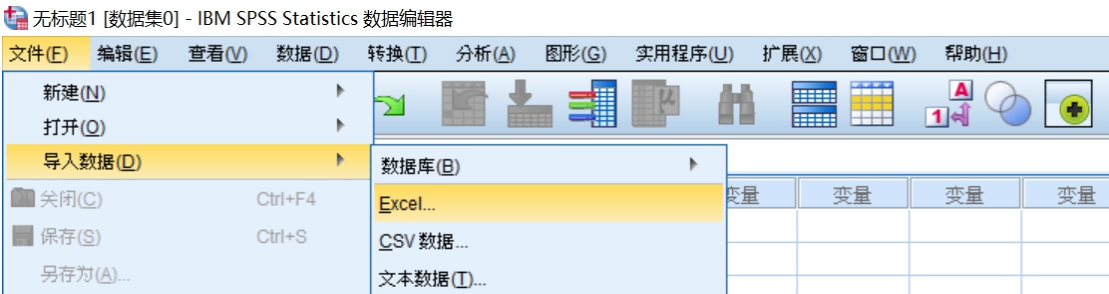 无标题1 [数据集0] - IBM SPSS Statistics 数据编辑器
文件(F) 编辑(E) 查看(V) 数据(D) 转换(T) 分析(A) 图形(G) 实用程序(U) 扩展(X) 窗口(W) 帮助(H)
新建(N)
打开(O)
导入数据(D)
关闭(C) Ctrl+F4
保存(S) Ctrl+S
另存为(A)...
数据库(B)
Excel...
CSV 数据...
文本数据(T)...
μ
A
1
变量 变量 变量 变量